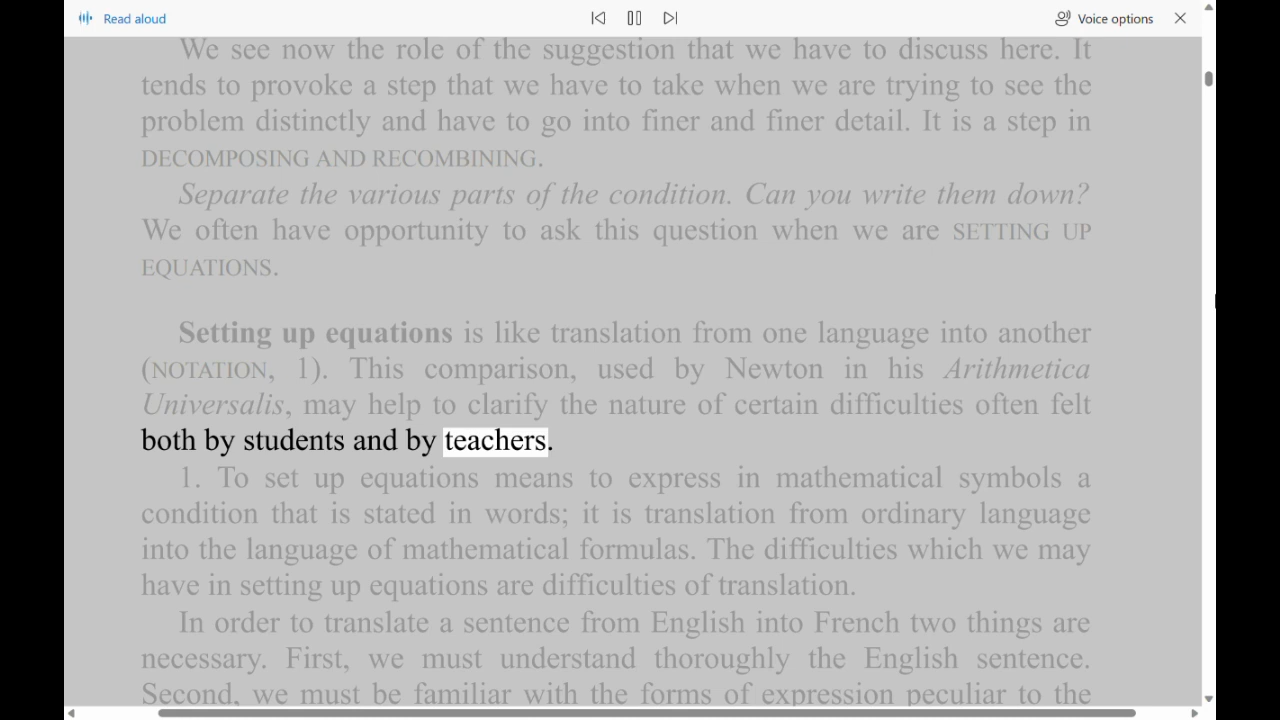 Read aloud
Voice options
We see now the role of the suggestion that we have to discuss here. It
tends to provoke a step that we have to take when we are trying to see the
problem distinctly and have to go into finer and finer detail. It is a step in
DECOMPOSING AND RECOMBINING.
Separate the various parts of the condition. Can you write them down?
We often have opportunity to ask this question when we are SETTING UP
EQUATIONS.
Setting up equations is like translation from one language into another
(NOTATION, 1). This comparison, used by Newton in his Arithmetica
Universalis, may help to clarify the nature of certain difficulties often felt
both by students and by teachers.
1. To set up equations means to express in mathematical symbols a
condition that is stated in words; it is translation from ordinary language
into the language of mathematical formulas. The difficulties which we may
have in setting up equations are difficulties of translation.
In order to translate a sentence from English into French two things are
necessary. First, we must understand thoroughly the English sentence.
Second, we must be familiar with the forms of expression peculiar to the